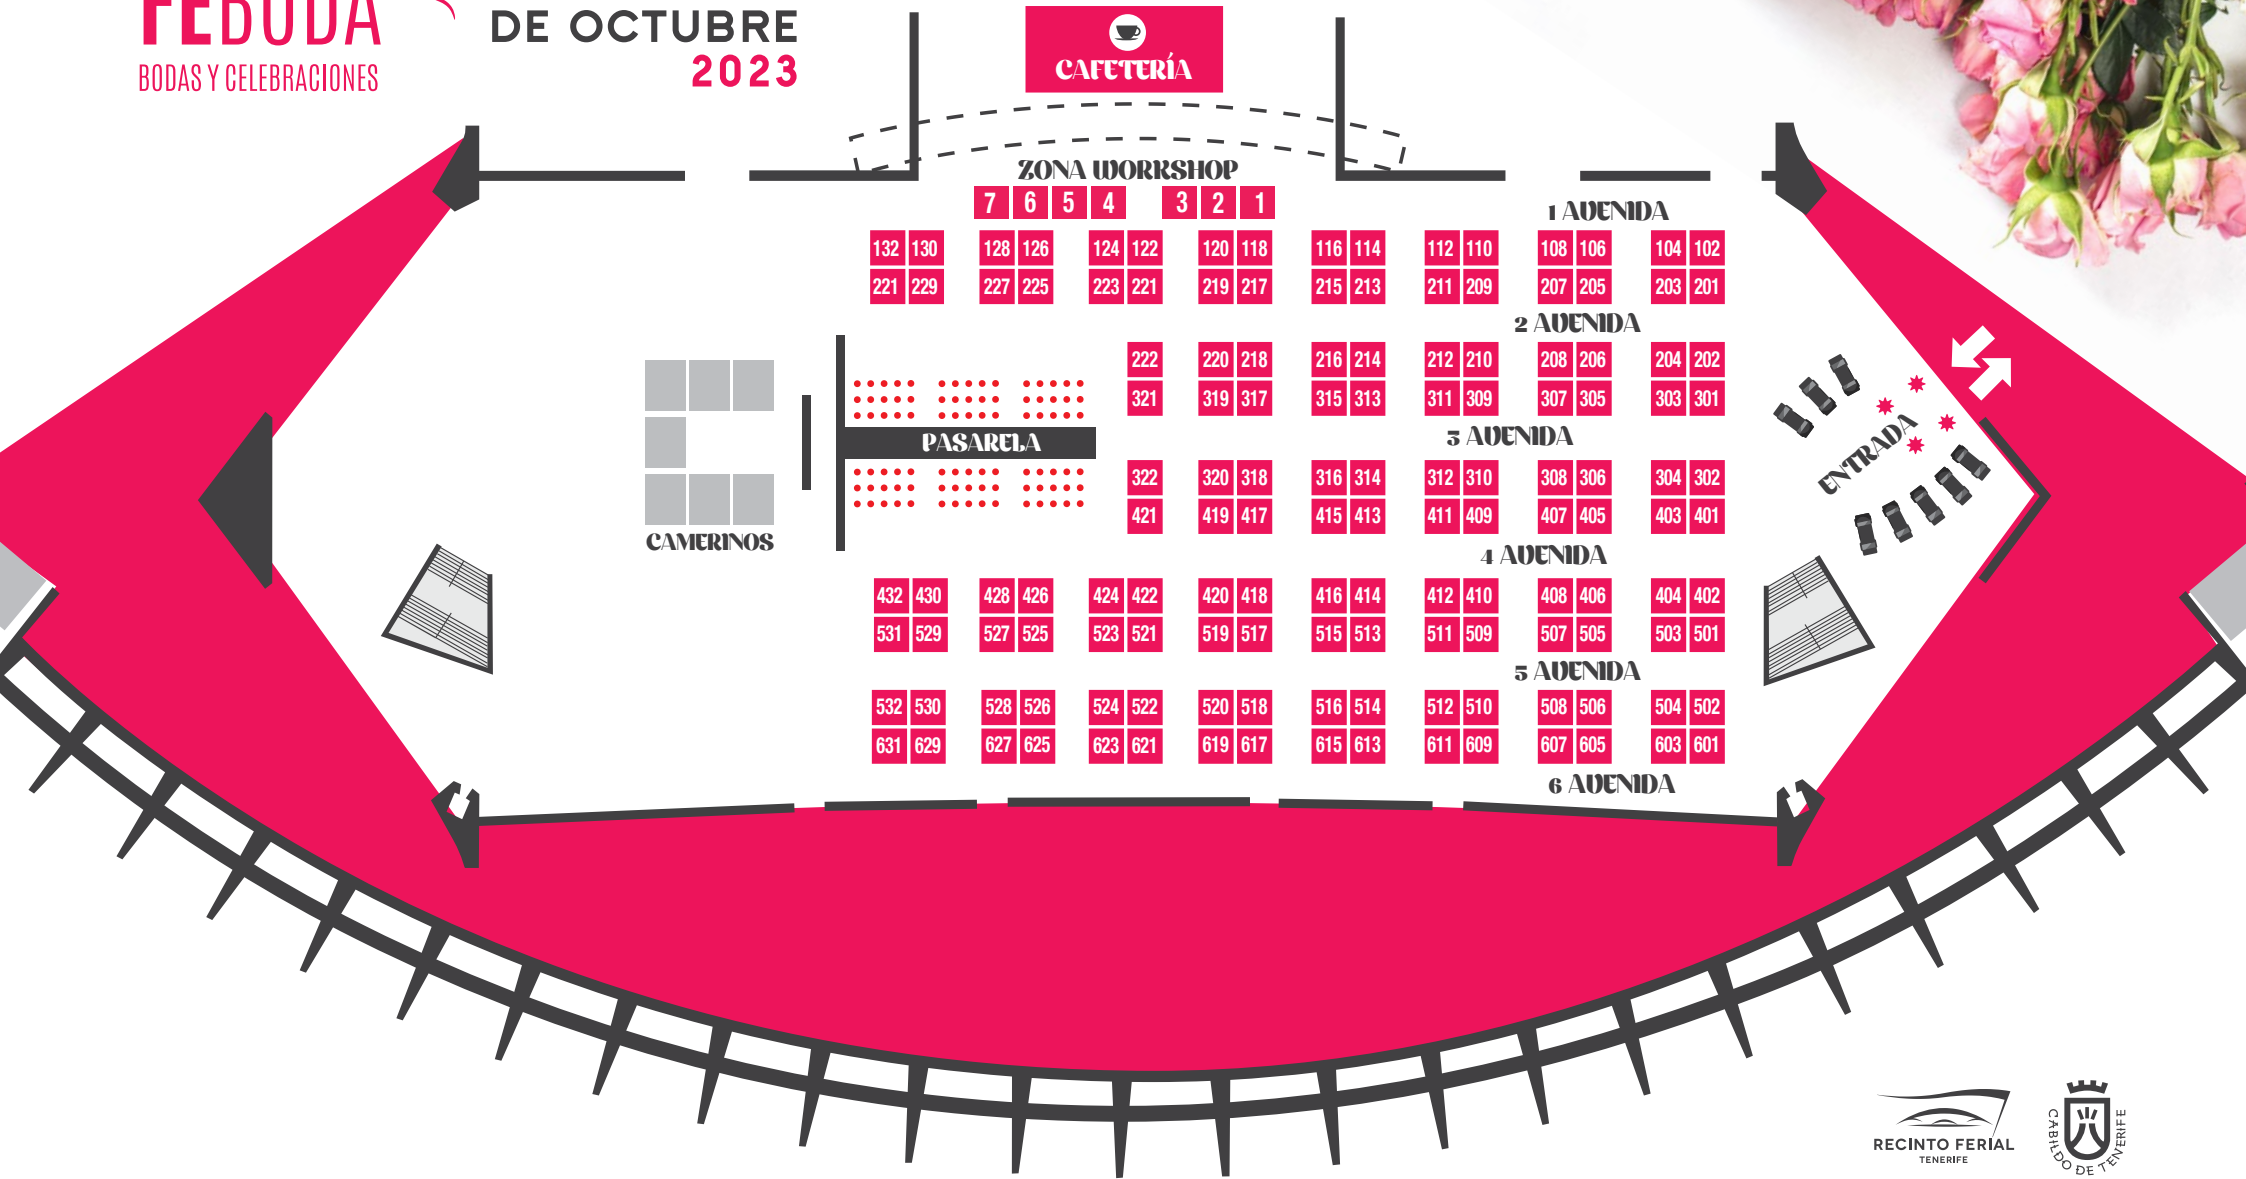 FEBODA
BODAS Y CELEBRACIONES
DE OCTUBRE
2023
CAFETERÍA
ZONA WORKSHOP
7 6 5 4 3 2 1
1 AVENIDA
132 130 128 126 124 122 120 118 116 114 112 110 108 106 104 102
221 229 227 225 223 221 219 217 215 213 211 209 207 205 203 201
2 AVENIDA
222 220 218 216 214 212 210 208 206 204 202
321 319 317 315 313 311 309 307 305 303 301
PASARELA
3 AVENIDA
ENTRADA
322 320 318 316 314 312 310 308 306 304 302
421 419 417 415 413 411 409 407 405 403 401
CAMERINOS
4 AVENIDA
432 430 428 426 424 422 420 418 416 414 412 410 408 406 404 402
531 529 527 525 523 521 519 517 515 513 511 509 507 505 503 501
5 AVENIDA
532 530 528 526 524 522 520 518 516 514 512 510 508 506 504 502
631 629 627 625 623 621 619 617 615 613 611 609 607 605 603 601
6 AVENIDA
RECINTO FERIAL
TENERIFE
CABILDO DE TENERIFE